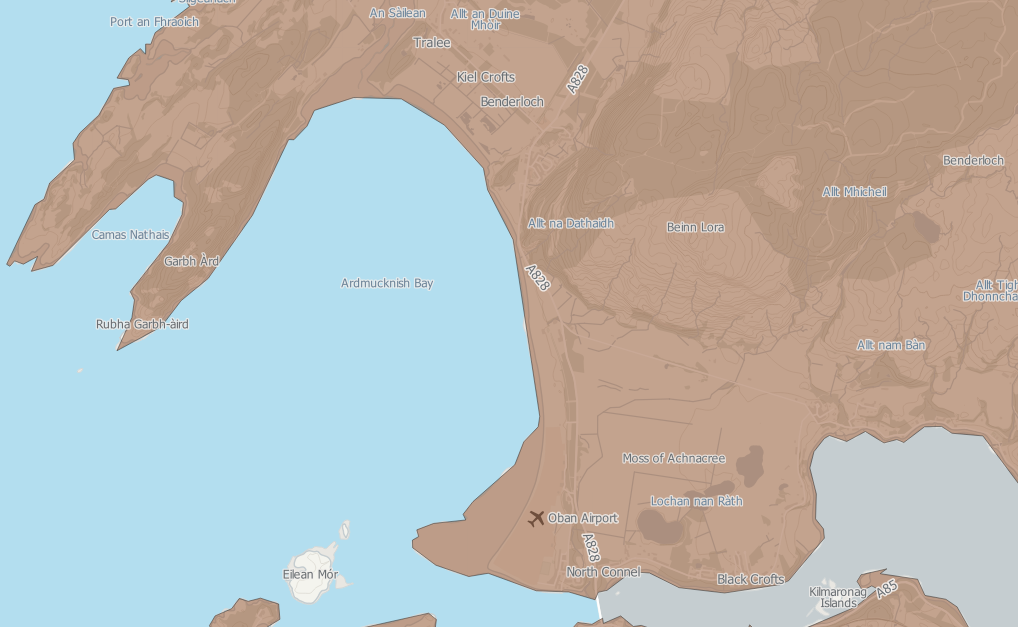 Port an Fhraoich
An Sàilean
Allt an Duine
Mhoir
Tralee
Kiel Crofts
A828
Benderloch
Benderloch
Allt Mhicheil
Camas Nathais
Allt na Dathaidh
Beinn Lora
Garbh Àrd
Ardmucknish Bay
A828
Rubha Garbh-àird
Allt nam Bàn
Moss of Achnacree
Lochan nan Ràth
Oban Airport
A828
North Connel
Black Crofts
Eilean Mór
Kilmaronag
Islands
A85